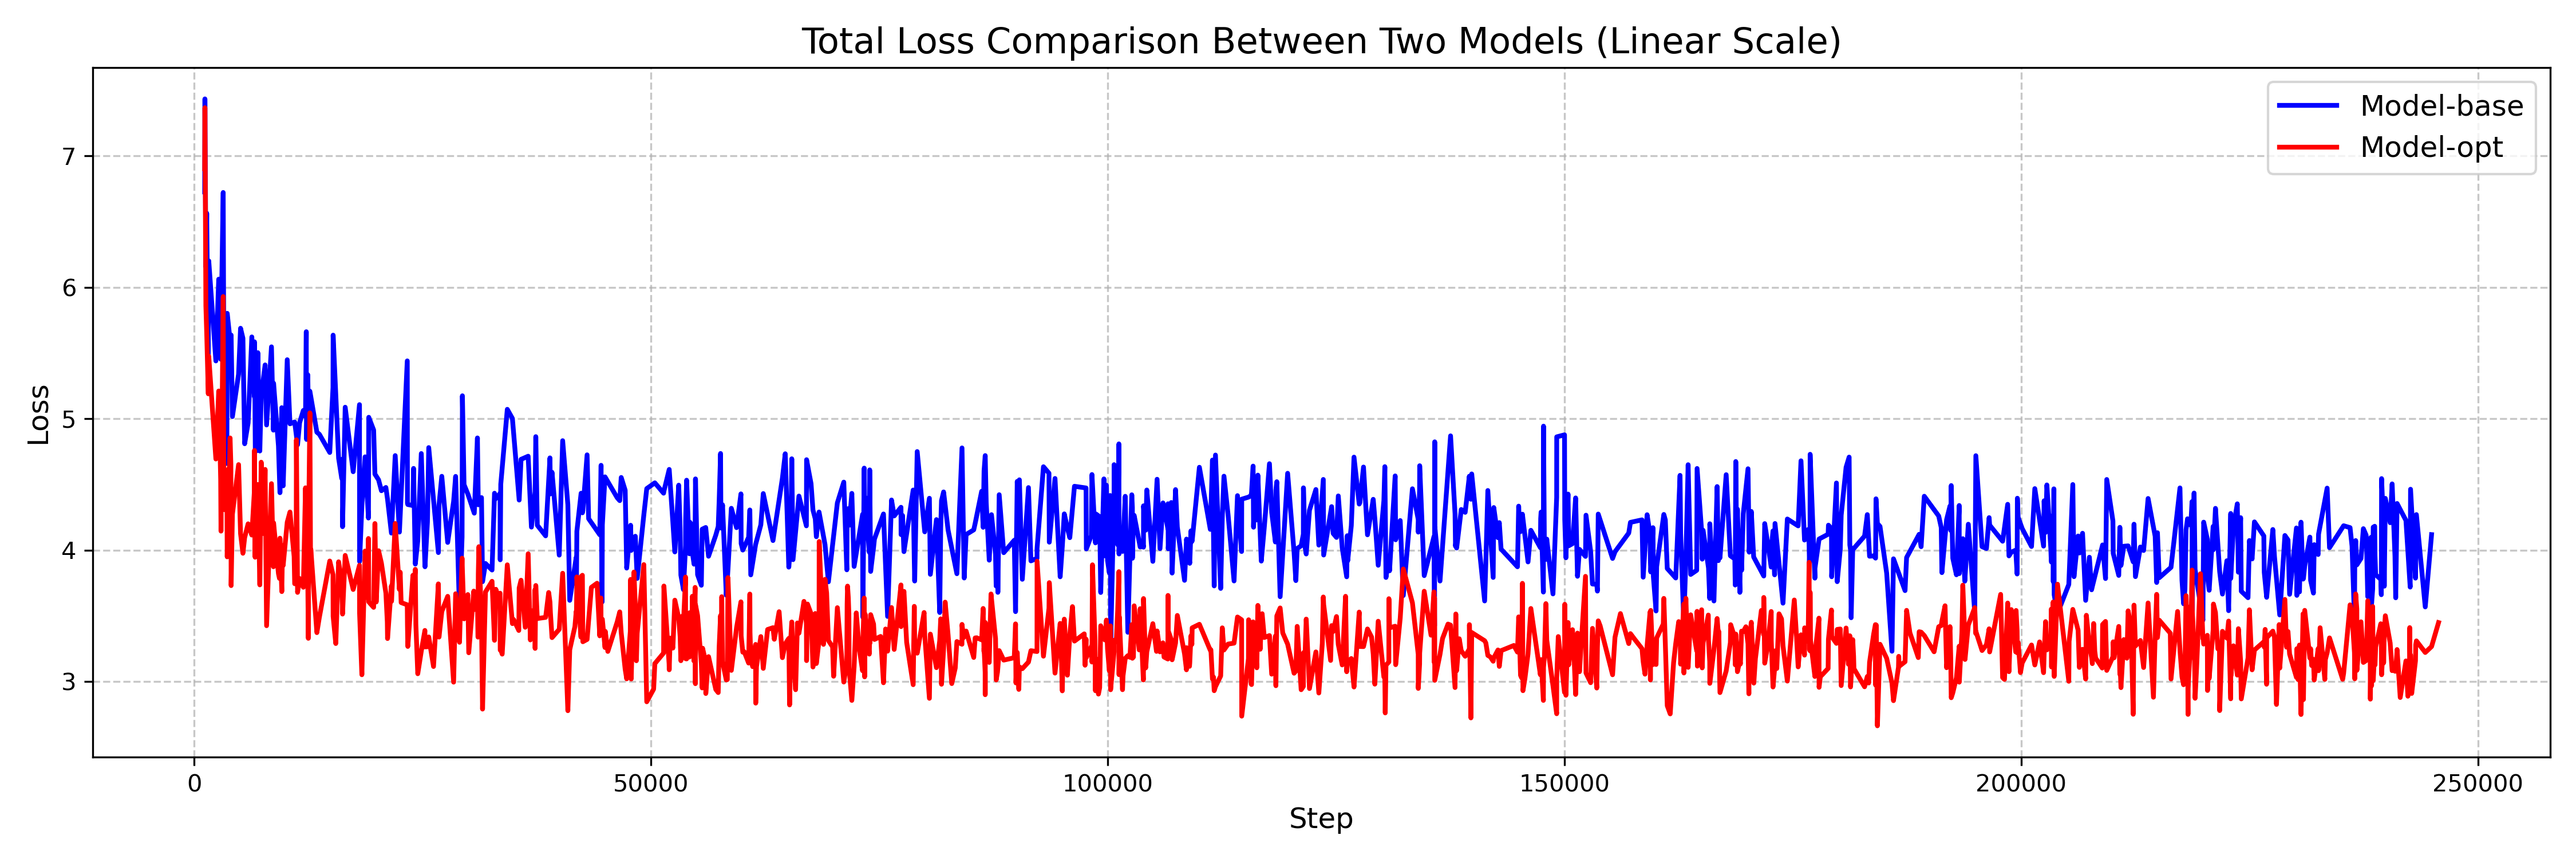 Total Loss Comparison Between Two Models (Linear Scale)
Model-base
Model-opt
7
6
5
4
3
Loss
0
50000
100000
150000
200000
250000
Step